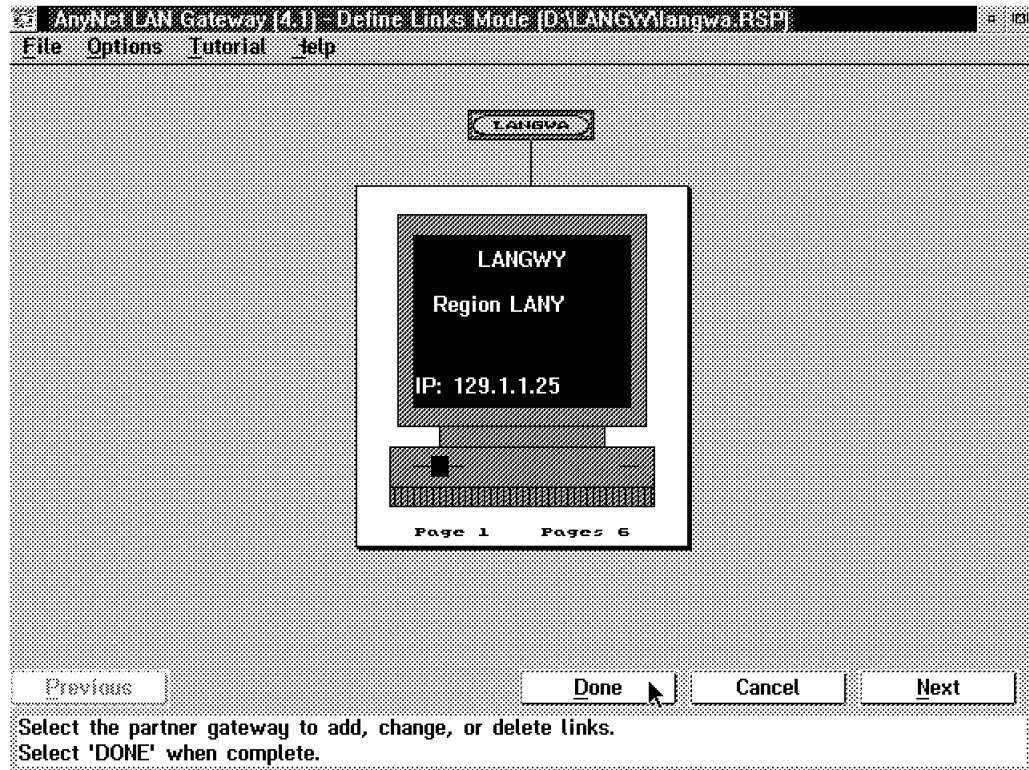 AnyNet LAN Gateway (4.1) - Define Links Mode (D:\LANGW\langwa.RSP)
File Options Tutorial Help
LANGWA
LANGWY
Region LANY
IP: 129.1.1.25
Page 1 Pages 6
Previous Done Cancel Next
Select the partner gateway to add, change, or delete links.
Select 'DONE' when complete.